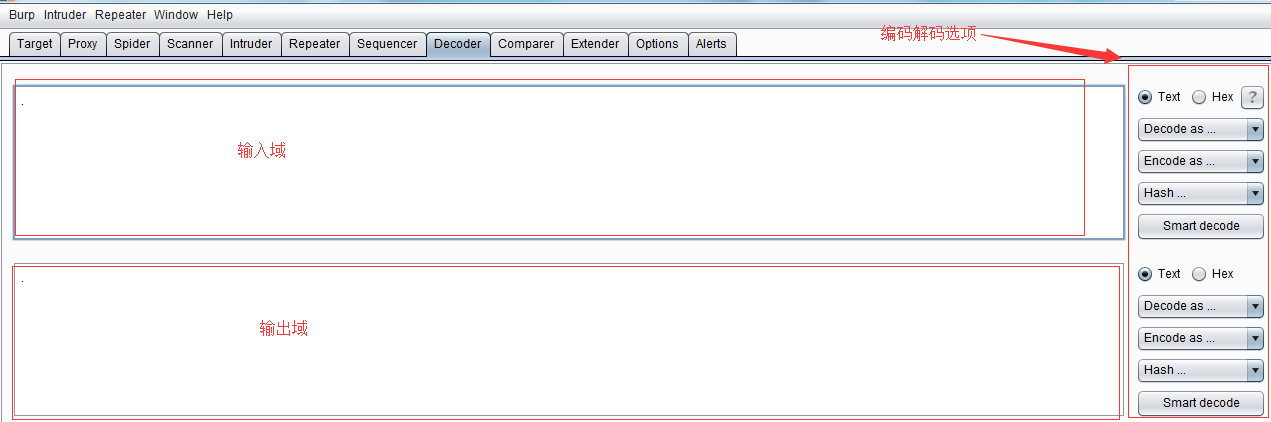 Burp Intruder Repeater Window Help
Target Proxy Spider Scanner Intruder Repeater Sequencer Decoder Comparer Extender Options Alerts
编码解码选项
Text Hex ?
.
Decode as ...
输入域
Encode as ...
Hash ...
Smart decode
Text Hex
.
Decode as ...
输出域
Encode as ...
Hash ...
Smart decode